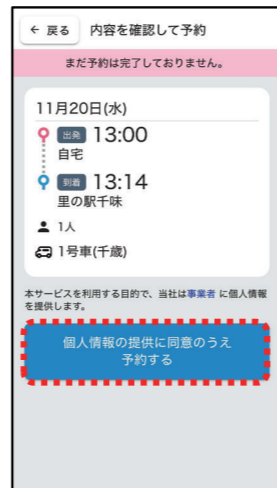 ← 戻る 内容を確認して予約
まだ予約は完了しておりません。
11月20日(水)
出発 13:00
自宅
到着 13:14
里の駅千味
1人
1号車(千歳)
本サービスを利用する目的で、当社は事業者 に個人情報
を提供します。
個人情報の提供に同意のうえ
予約する